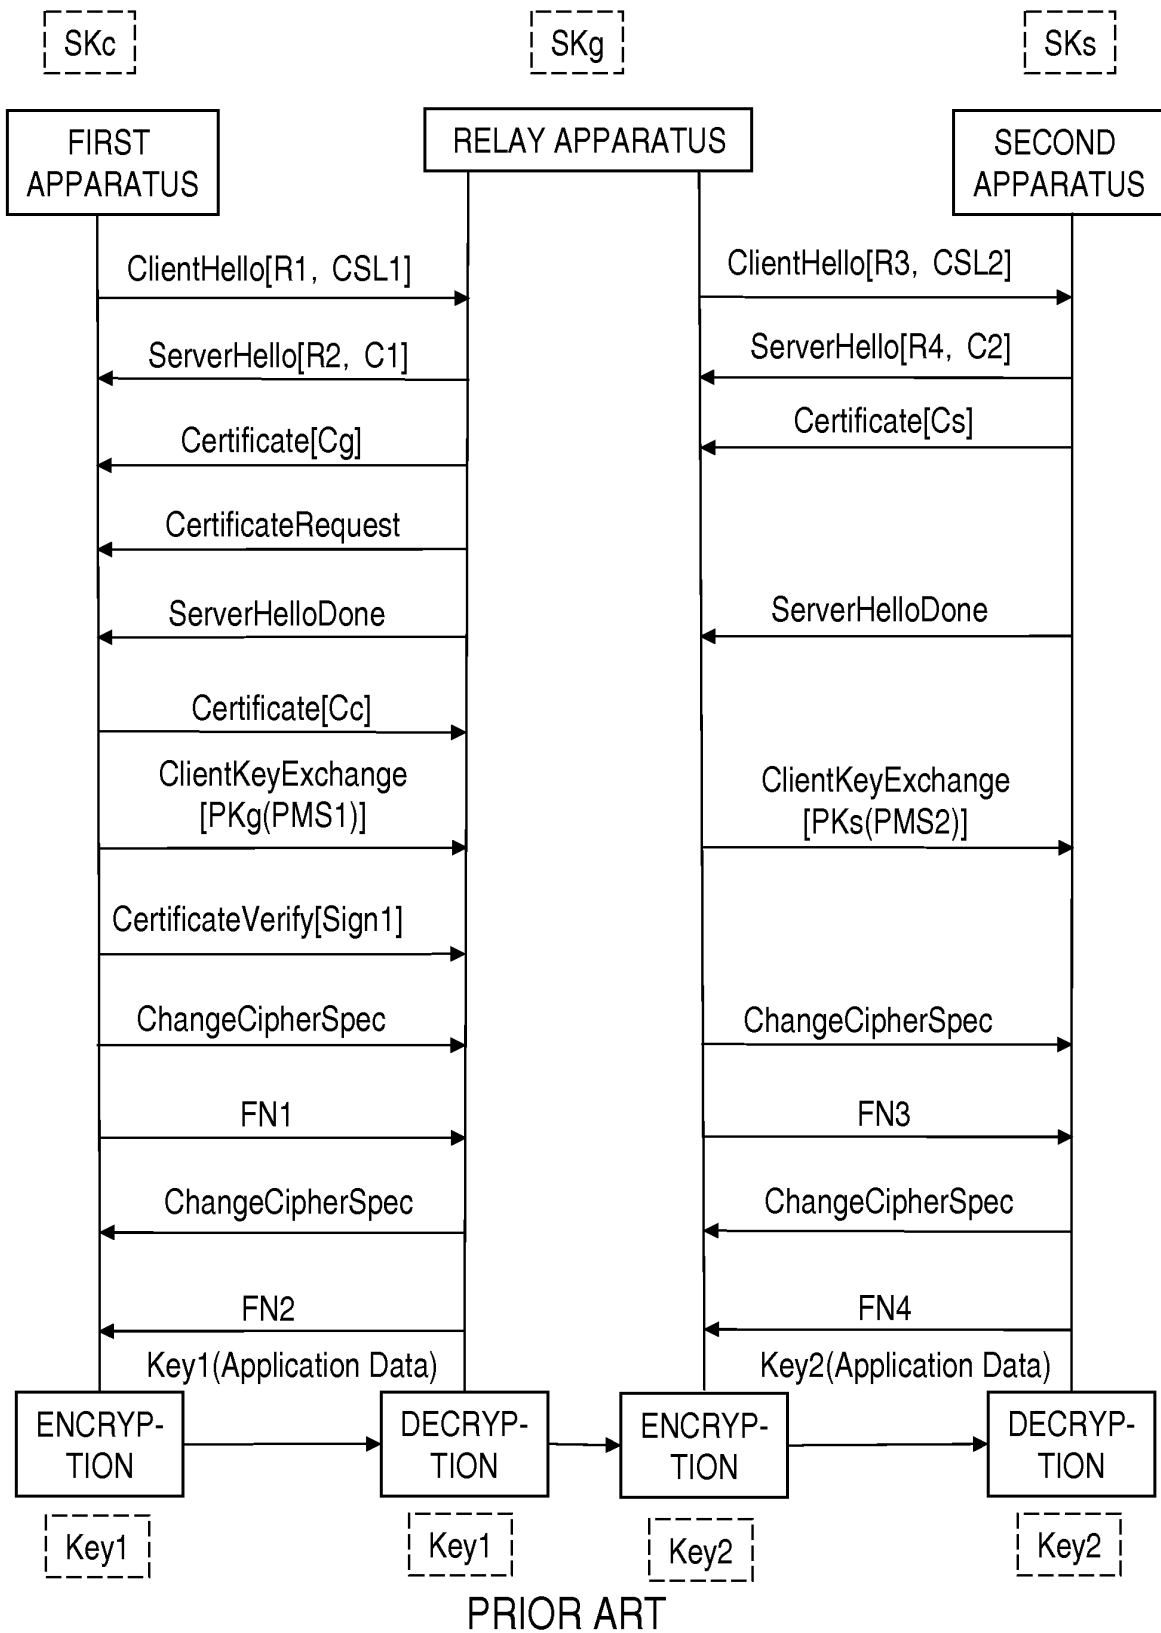 SKc
SKg
SKs
FIRST
APPARATUS
RELAY APPARATUS
SECOND
APPARATUS
ClientHello[R1, CSL1]
ClientHello[R3, CSL2]
ServerHello[R2, C1]
ServerHello[R4, C2]
Certificate[Cg]
Certificate[Cs]
CertificateRequest
ServerHelloDone
ServerHelloDone
Certificate[Cc]
ClientKeyExchange
[PKg(PMS1)]
ClientKeyExchange
[PKs(PMS2)]
CertificateVerify[Sign1]
ChangeCipherSpec
ChangeCipherSpec
FN1
FN3
ChangeCipherSpec
ChangeCipherSpec
FN2
FN4
Key1(Application Data)
Key2(Application Data)
ENCRYP-
TION
DECRYP-
TION
ENCRYP-
TION
DECRYP-
TION
Key1
Key1
Key2
Key2
PRIOR ART